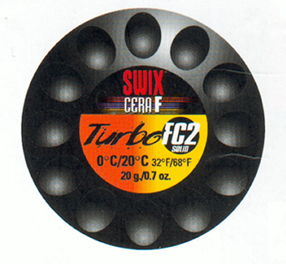 SWIX
CERA F
Turbo FC2
SOLID
0°C/20°C 32°F/68°F
20 g./0.7 oz.